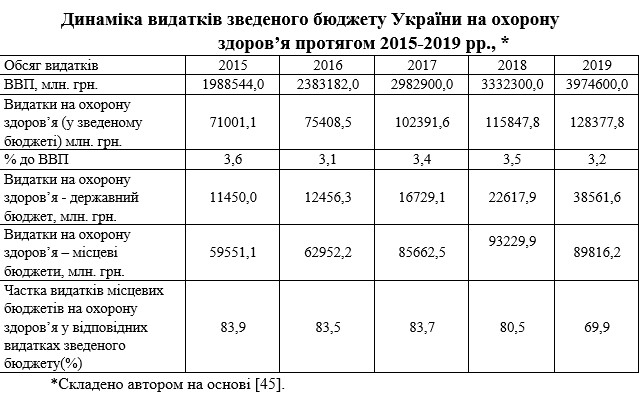 Динаміка видатків зведеного бюджету України на охорону
здоров’я протягом 2015-2019 рр., *
Обсяг видатків 2015 2016 2017 2018 2019
ВВП, млн. грн. 1988544,0 2383182,0 2982900,0 3332300,0 3974600,0
Видатки на охорону
здоров’я (у зведеному
бюджеті) млн. грн. 71001,1 75408,5 102391,6 115847,8 128377,8
% до ВВП 3,6 3,1 3,4 3,5 3,2
Видатки на охорону
здоров’я - державний
бюджет, млн. грн. 11450,0 12456,3 16729,1 22617,9 38561,6
Видатки на охорону
здоров’я – місцеві
бюджети, млн. грн. 59551,1 62952,2 85662,5 93229,9 89816,2
Частка видатків місцевих
бюджетів на охорону
здоров’я у відповідних
видатках зведеного
бюджету(%) 83,9 83,5 83,7 80,5 69,9
*Складено автором на основі [45].